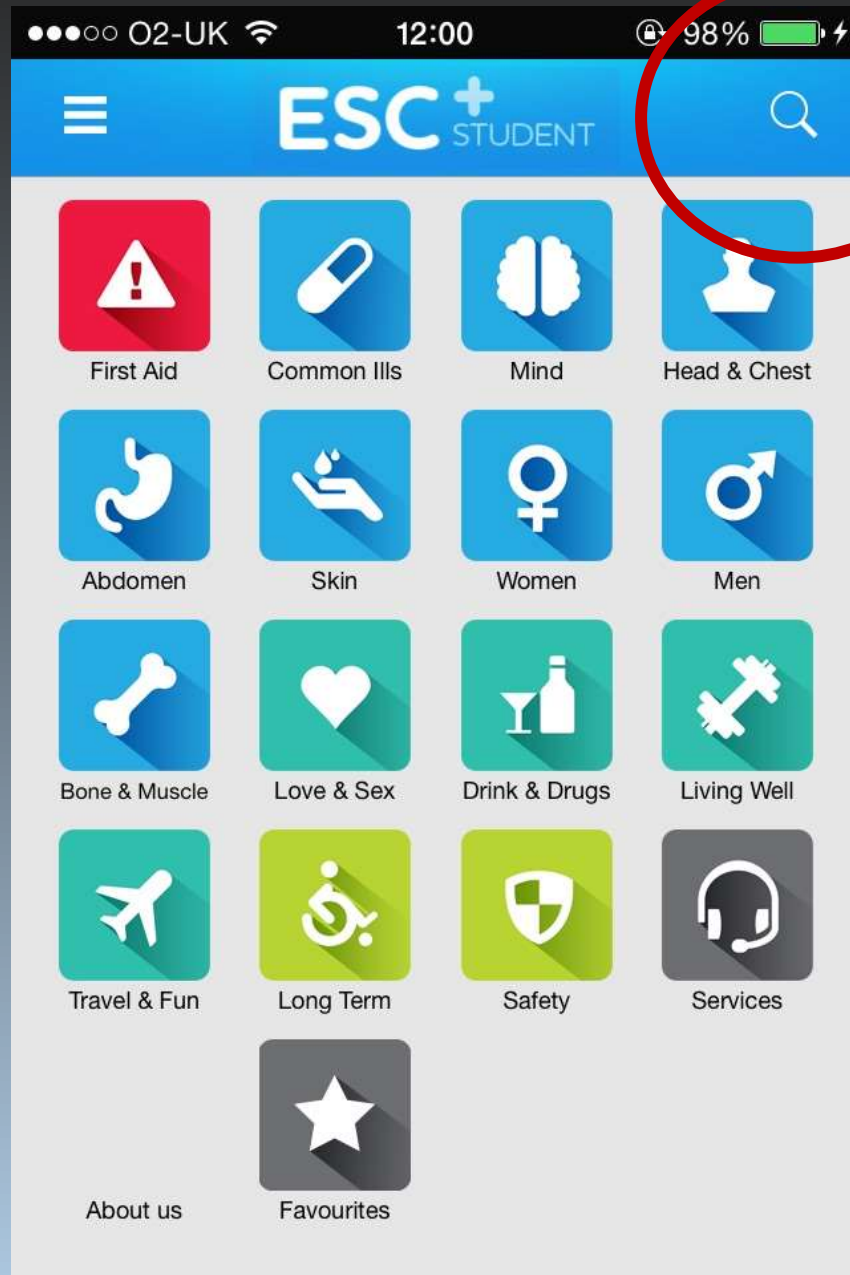 O2-UK 12:00 98%
ESC STUDENT
First Aid Common Ills Mind Head & Chest
Abdomen Skin Women Men
Bone & Muscle Love & Sex Drink & Drugs Living Well
Travel & Fun Long Term Safety Services
About us Favourites